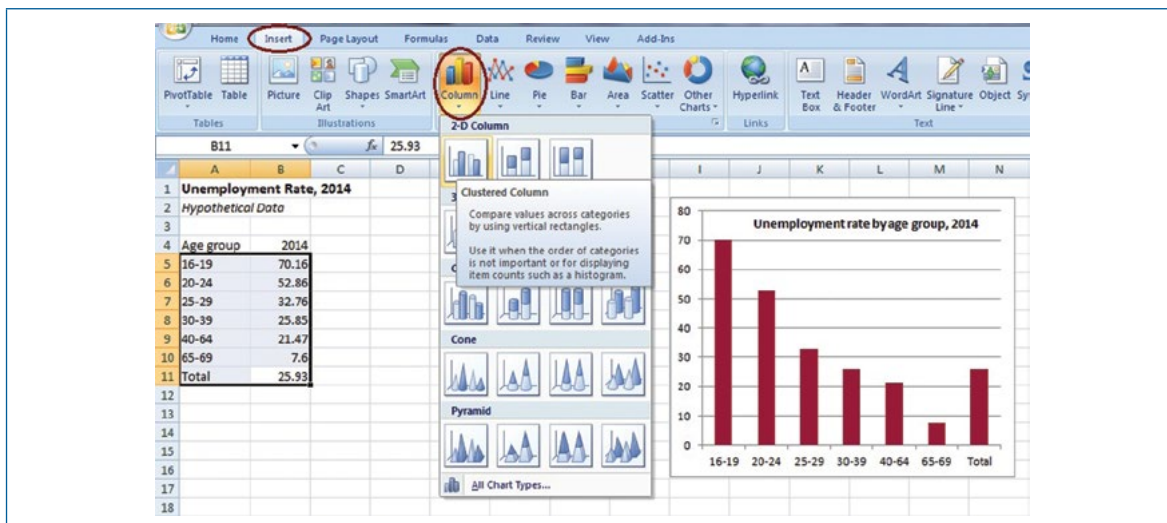 Home Insert Page Layout Formulas Data Review View Add-Ins
PivotTable Table Picture Clip Art Shapes SmartArt Column Line Pie Bar Area Scatter Other Charts Hyperlink Text Box Header & Footer WordArt Signature Line Object
Tables Illustrations Links Text
B11 fx 25.93
2-D Column
Clustered Column
Compare values across categories
by using vertical rectangles.
Use it when the order of categories
is not important or for displaying
item counts such as a histogram.
Cone
Pyramid
All Chart Types...
A B C D I J K L M N
1 Unemployment Rate, 2014
2 Hypothetical Data
3
4 Age group 2014
5 16-19 70.16
6 20-24 52.86
7 25-29 32.76
8 30-39 25.85
9 40-64 21.47
10 65-69 7.6
11 Total 25.93
12
13
14
15
16
17
18
Unemployment rate by age group, 2014
80
70
60
50
40
30
20
10
0
16-19 20-24 25-29 30-39 40-64 65-69 Total